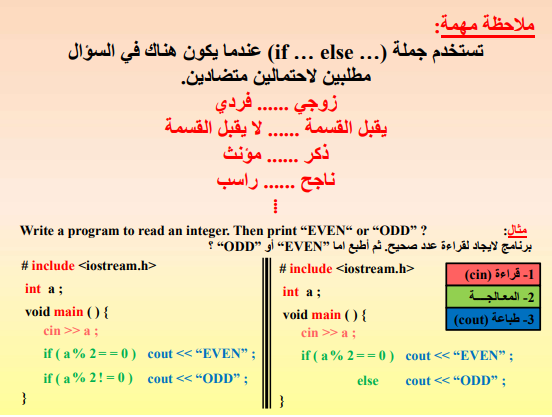 ملاحظة مهمة:
تستخدم جملة (if … else …) عندما يكون هناك في السؤال
مطلبين لاحتمالين متضادين.
زوجي ...... فردي
يقبل القسمة ...... لا يقبل القسمة
ذكر ...... مؤنث
ناجح ...... راسب
⋮
مثال: Write a program to read an integer. Then print “EVEN“ or “ODD” ?
برنامج لايجاد لقراءة عدد صحيح. ثم أطبع اما “EVEN” أو “ODD” ؟
# include <iostream.h>
int a ;
void main ( ) {
cin >> a ;
if ( a % 2 = = 0 ) cout << “EVEN” ;
if ( a % 2 ! = 0 ) cout << “ODD” ;
}
# include <iostream.h>
int a ;
void main ( ) {
cin >> a ;
if ( a % 2 = = 0 ) cout << “EVEN” ;
else cout << “ODD” ;
}
1- قراءة (cin)
2- المعالجــــة
3- طباعة (cout)